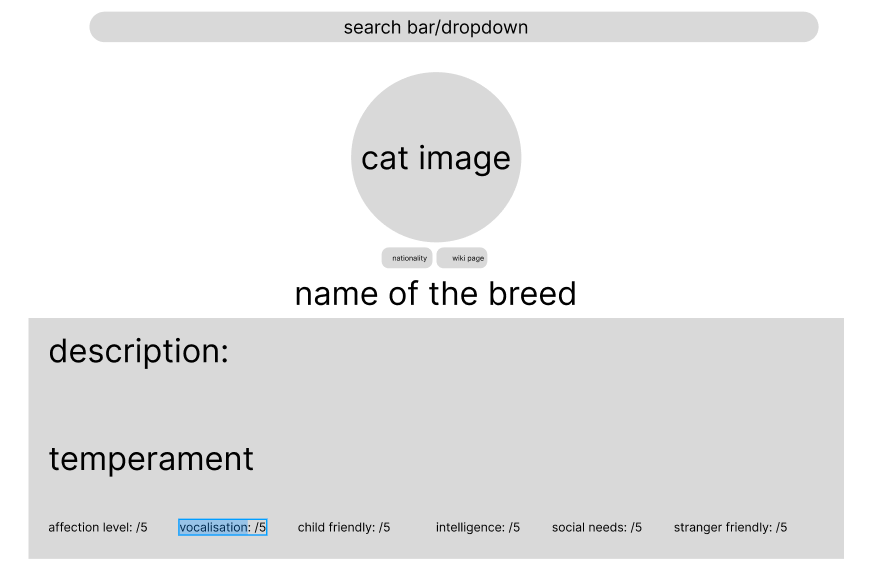 search bar/dropdown
cat image
nationality wiki page
name of the breed
description:
temperament
affection level: /5 vocalisation: /5 child friendly: /5 intelligence: /5 social needs: /5 stranger friendly: /5